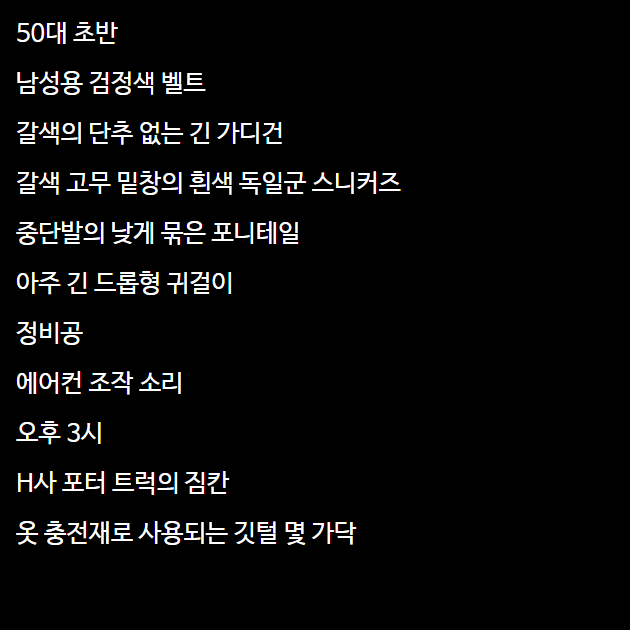 50대 초반
남성용 검정색 벨트
갈색의 단추 없는 긴 가디건
갈색 고무 밑창의 흰색 독일군 스니커즈
중단발의 낮게 묶은 포니테일
아주 긴 드롭형 귀걸이
정비공
에어컨 조작 소리
오후 3시
H사 포터 트럭의 짐칸
옷 충전재로 사용되는 깃털 몇 가닥